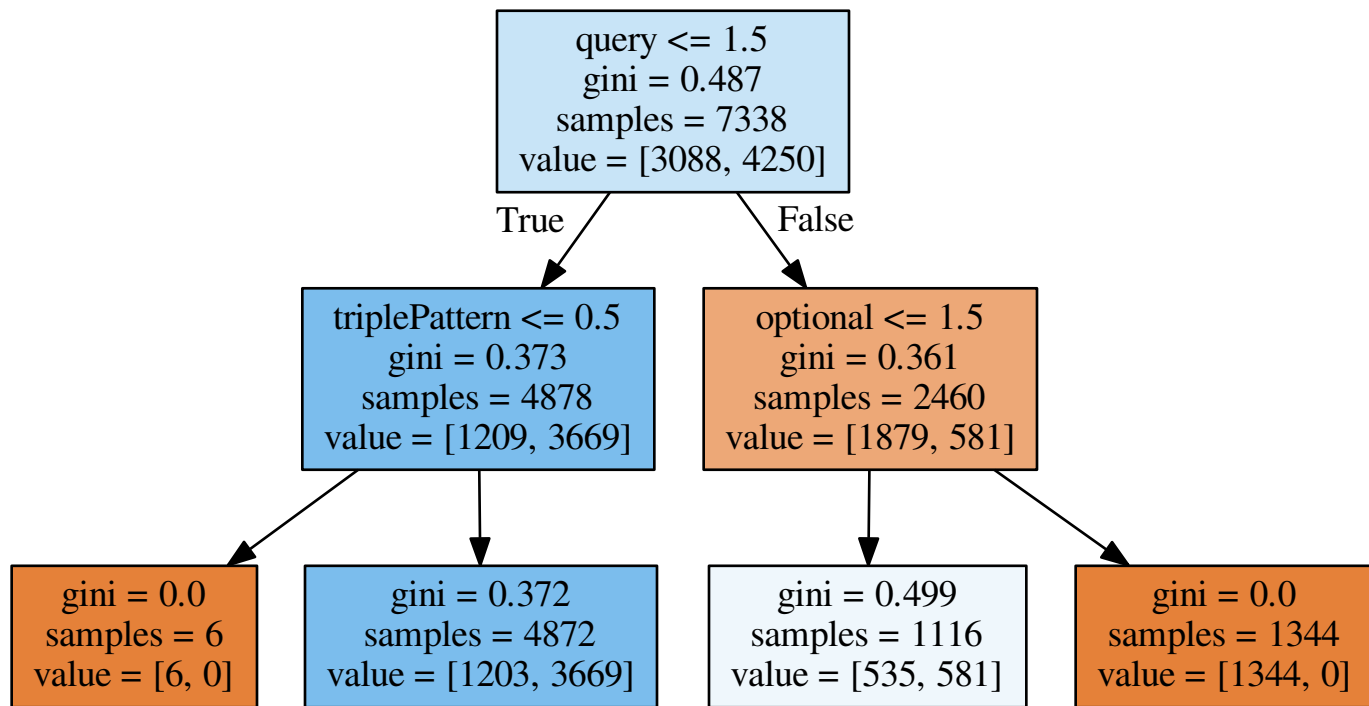 query <= 1.5
gini = 0.487
samples = 7338
value = [3088, 4250]
True
False
triplePattern <= 0.5
gini = 0.373
samples = 4878
value = [1209, 3669]
optional <= 1.5
gini = 0.361
samples = 2460
value = [1879, 581]
gini = 0.0
samples = 6
value = [6, 0]
gini = 0.372
samples = 4872
value = [1203, 3669]
gini = 0.499
samples = 1116
value = [535, 581]
gini = 0.0
samples = 1344
value = [1344, 0]